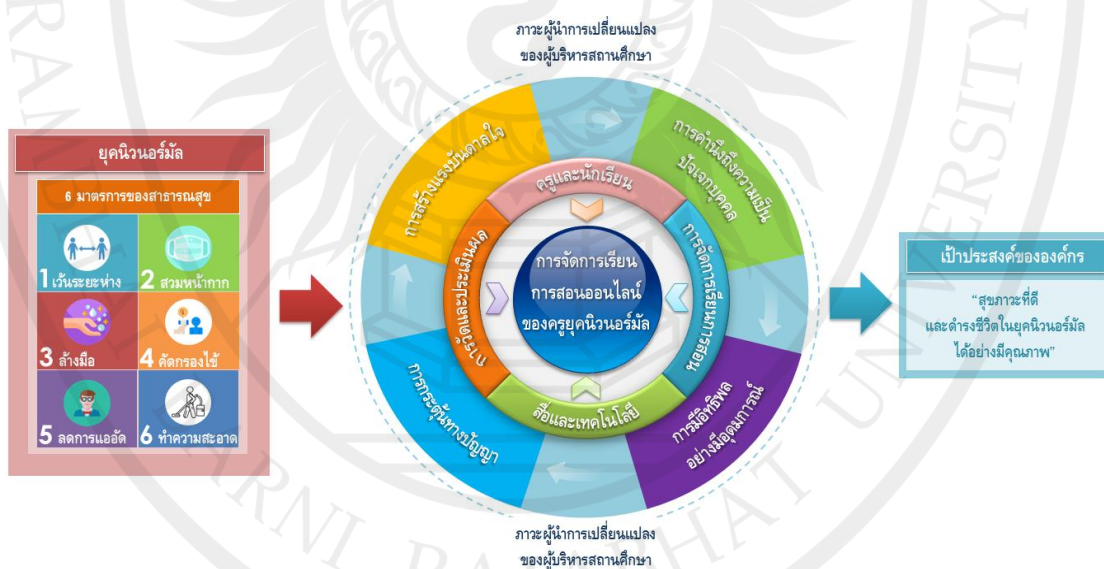 ภาวะผู้นำการเปลี่ยนแปลง
ของผู้บริหารสถานศึกษา
ยุคนิวนอร์มัล
6 มาตรการของสาธารณสุข
1 เว้นระยะห่าง
2 สวมหน้ากาก
3 ล้างมือ
4 คัดกรองไข้
5 ลดการแออัด
6 ทำความสะอาด
การสร้างแรงบันดาลใจ
การคำนึงถึงความเป็น
ปัจเจกบุคคล
การมีอิทธิพล
อย่างมีอุดมการณ์
การกระตุ้นทางปัญญา
ครูและนักเรียน
การจัดการเรียนการสอน
สื่อและเทคโนโลยี
การวัดและประเมินผล
การจัดการเรียน
การสอนออนไลน์
ของครูยุคนิวนอร์มัล
เป้าประสงค์ขององค์กร
“สุขภาวะที่ดี
และดำรงชีวิตในยุคนิวนอร์มัล
ได้อย่างมีคุณภาพ”
ภาวะผู้นำการเปลี่ยนแปลง
ของผู้บริหารสถานศึกษา
ARNI RAJABHAT UNIVERSITY